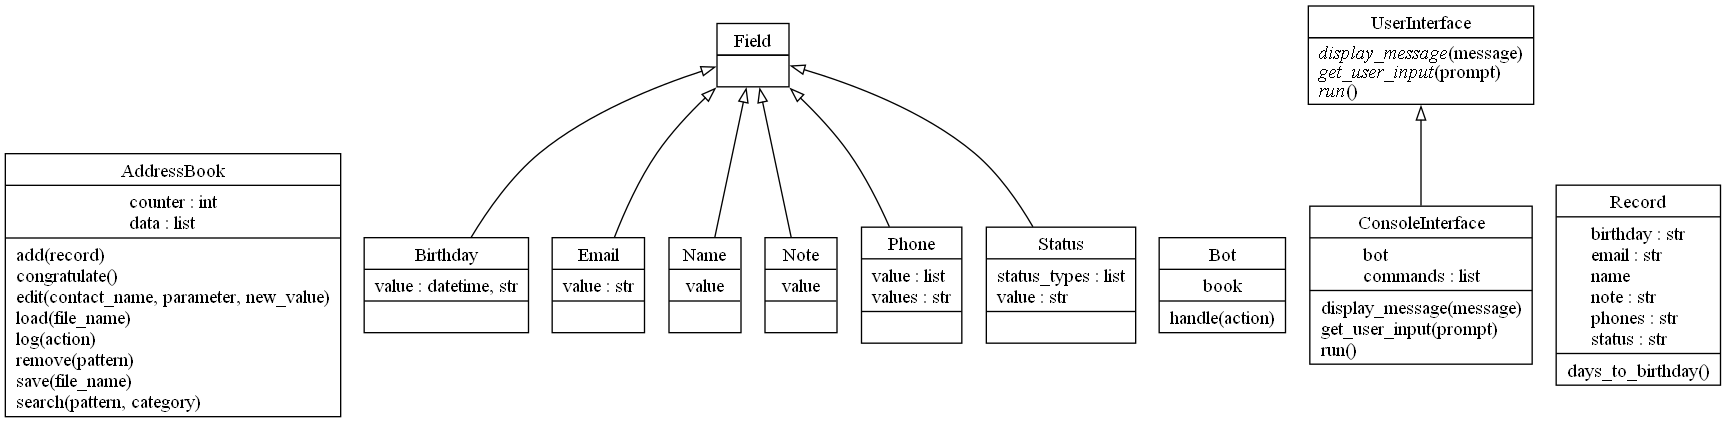 Field
UserInterface
display_message(message)
get_user_input(prompt)
run()
AddressBook
counter : int
data : list
add(record)
congratulate()
edit(contact_name, parameter, new_value)
load(file_name)
log(action)
remove(pattern)
save(file_name)
search(pattern, category)
Birthday
value : datetime, str
Email
value : str
Name
value
Note
value
Phone
value : list
values : str
Status
status_types : list
value : str
Bot
book
handle(action)
ConsoleInterface
bot
commands : list
display_message(message)
get_user_input(prompt)
run()
Record
birthday : str
email : str
name
note : str
phones : str
status : str
days_to_birthday()